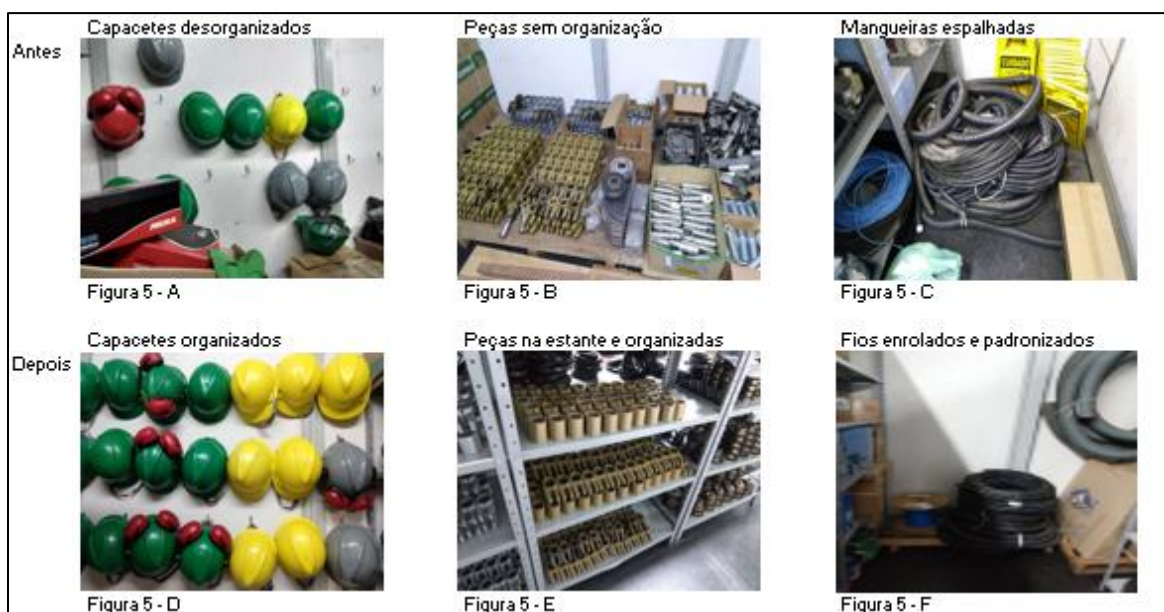 Antes
Capacetes desorganizados
Peças sem organização
Mangueiras espalhadas
CUIDADO
Figura 5 - A
Figura 5 - B
Figura 5 - C
Depois
Capacetes organizados
Peças na estante e organizadas
Fios enrolados e padronizados
Figura 5 - D
Figura 5 - E
Figura 5 - F